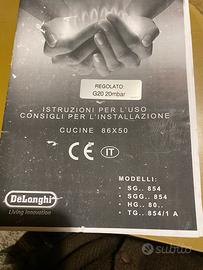 REGOLATO
G20 20mbar
ISTRUZIONI PER L'USO
CONSIGLI PER L'INSTALLAZIONE
CUCINE 86X50
CE IT
MODELLI:
- SG.. 854
- SGG.. 854
- HG.. 80..
- TG.. 854/1 A
DeLonghi
Living Innovation
subito